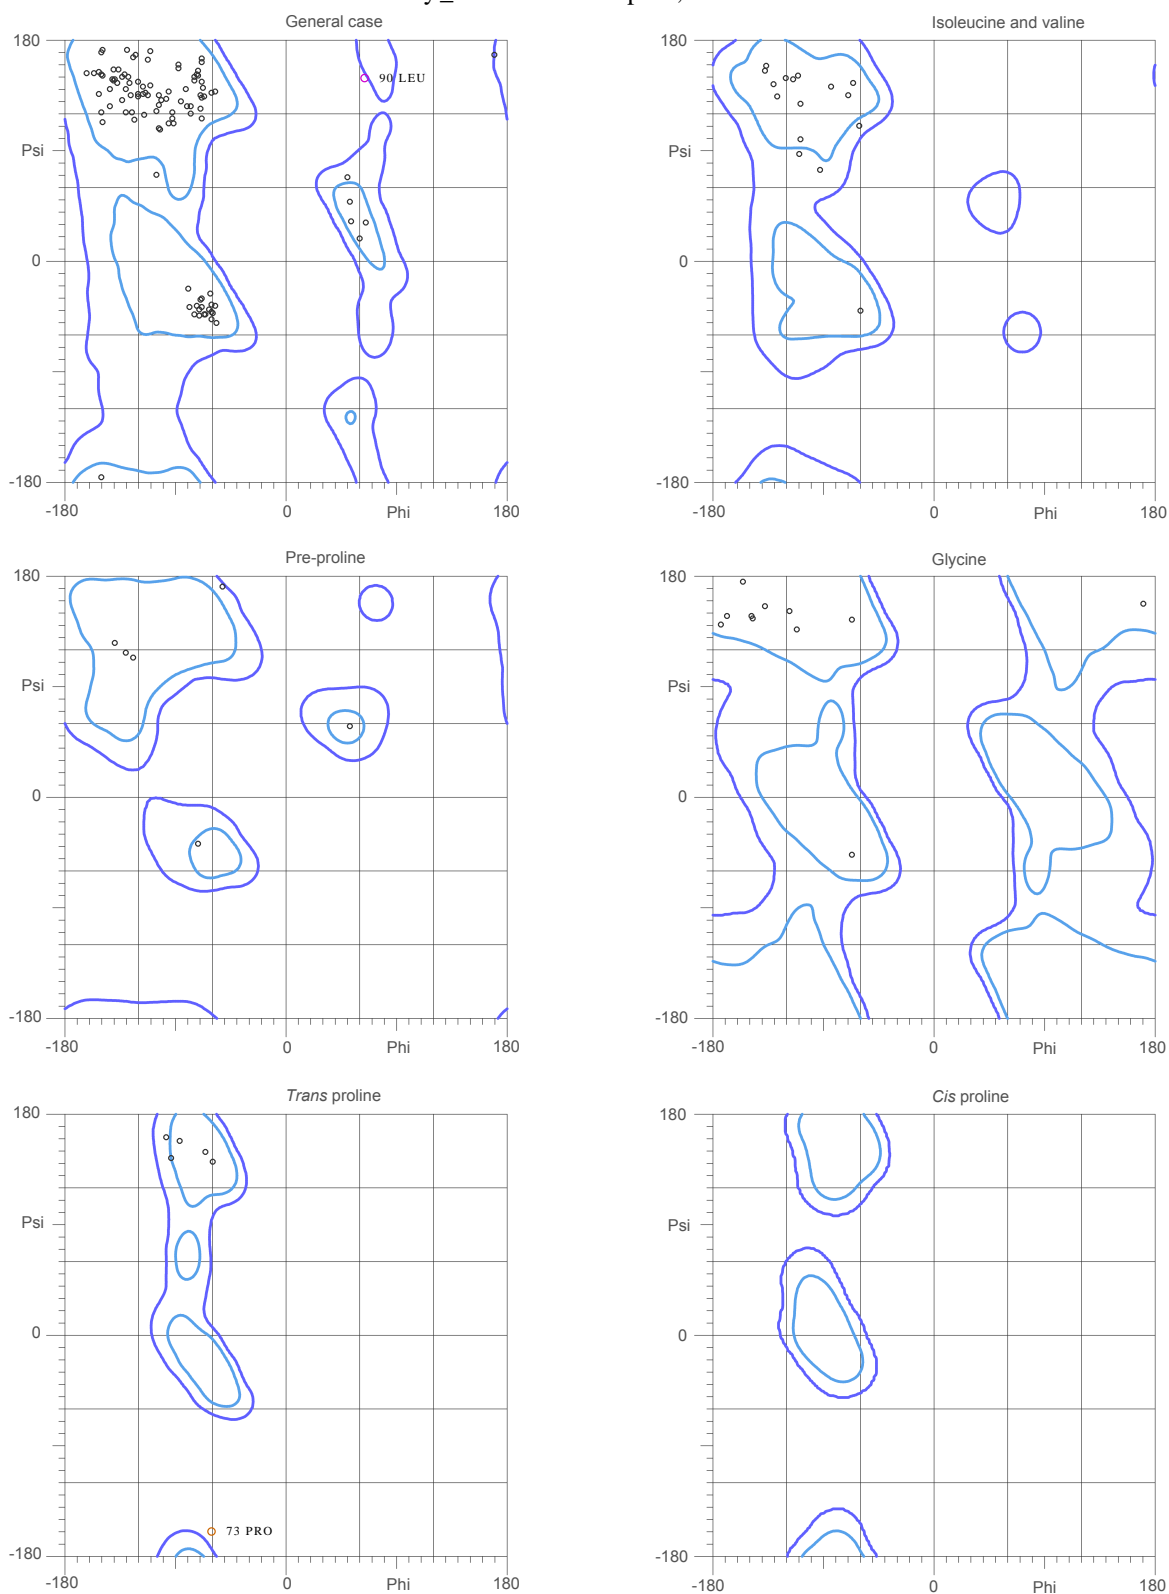 General case
Isoleucine and valine
180
Psi
0
-180
-180
0
Phi
180
90 LEU
180
Psi
0
-180
-180
0
Phi
180
Pre-proline
Glycine
180
Psi
0
-180
-180
0
Phi
180
180
Psi
0
-180
-180
0
Phi
180
Trans proline
Cis proline
180
Psi
0
-180
-180
0
Phi
180
73 PRO
180
Psi
0
-180
-180
0
Phi
180